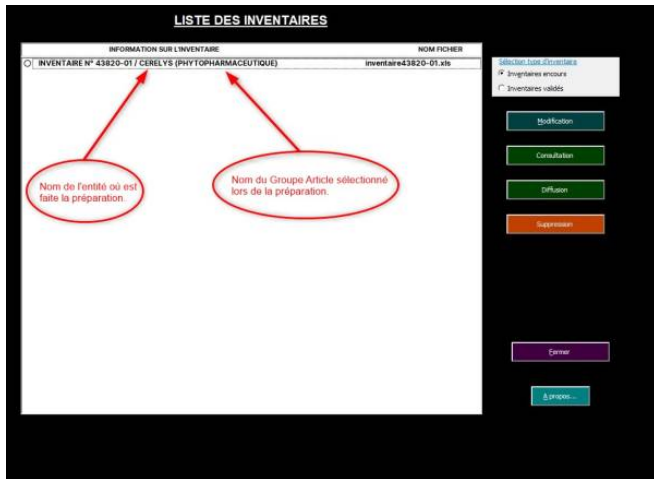 LISTE DES INVENTAIRES
INFORMATION SUR L'INVENTAIRE NOM FICHIER
INVENTAIRE N° 43820-01 / CERELYS (PHYTOPHARMACEUTIQUE) inventaire43820-01.xls
Sélection type d'inventaire
Inventaires encours
Inventaires validés
Modification
Consultation
Diffusion
Suppression
Nom de l'entité où est
faite la préparation.
Nom du Groupe Article sélectionné
lors de la préparation.
Fermer
A propos...